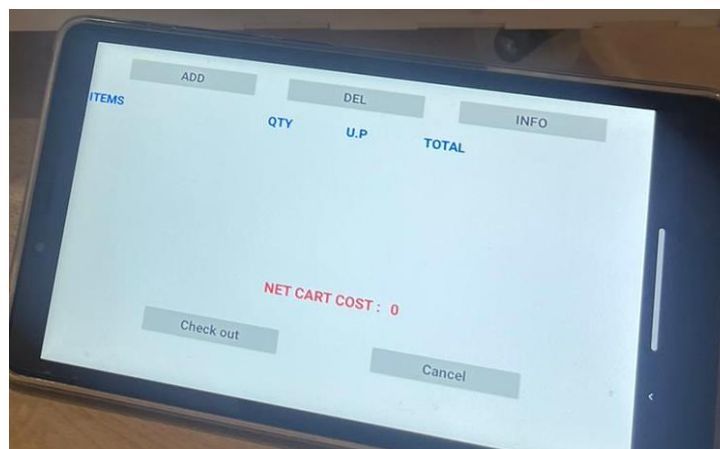 ADD DEL INFO
ITEMS QTY U.P TOTAL
NET CART COST : 0
Check out Cancel